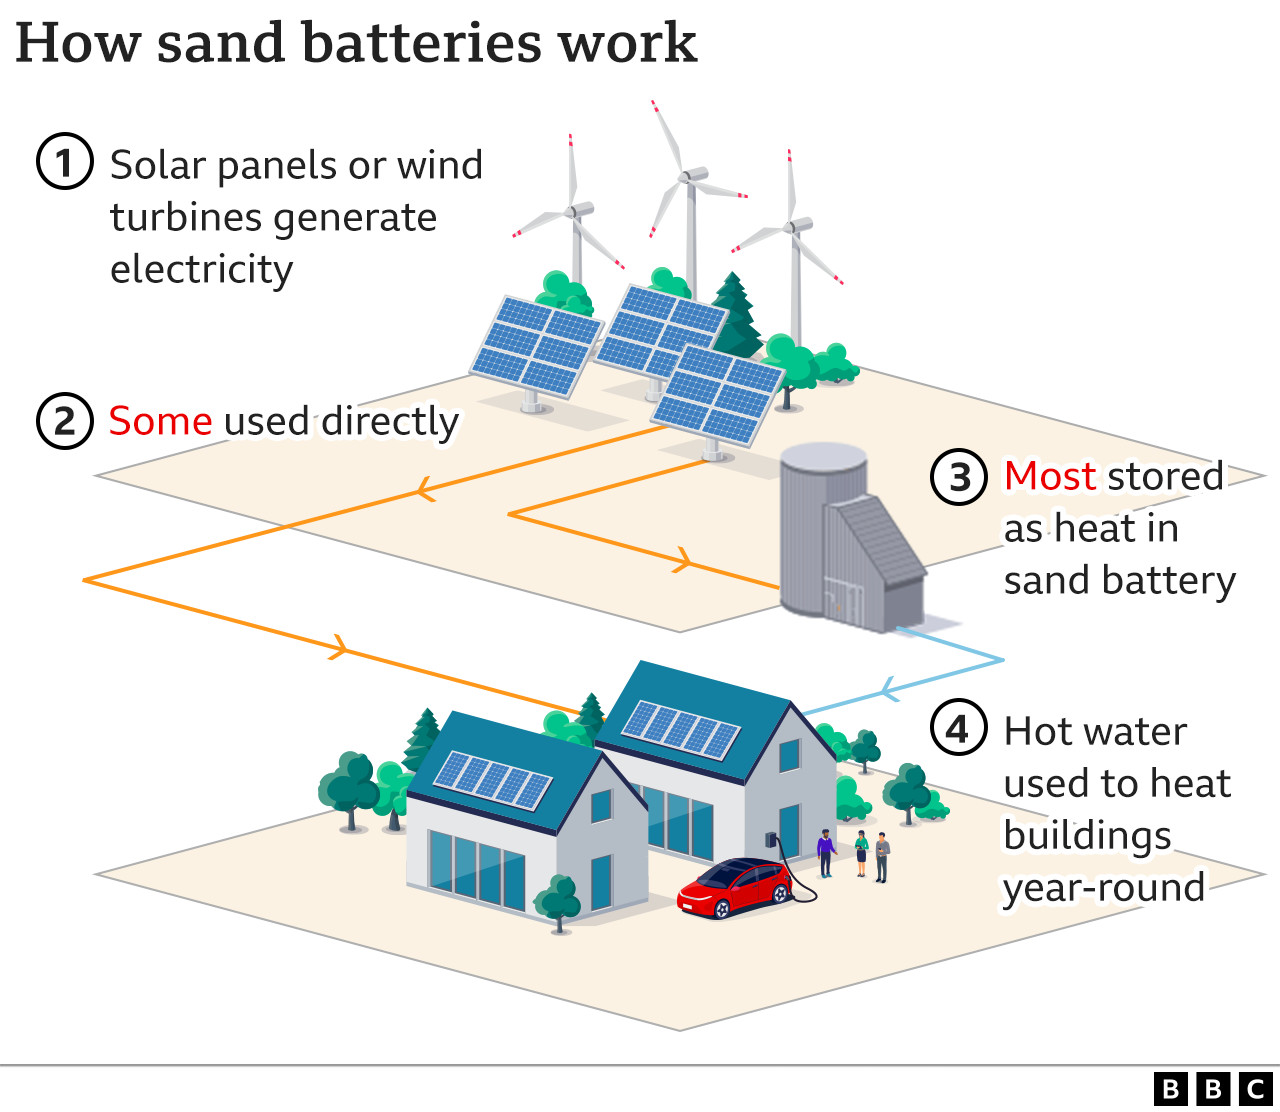 How sand batteries work
1 Solar panels or wind
turbines generate
electricity
2 Some used directly
3 Most stored
as heat in
sand battery
4 Hot water
used to heat
buildings
year-round
BBC